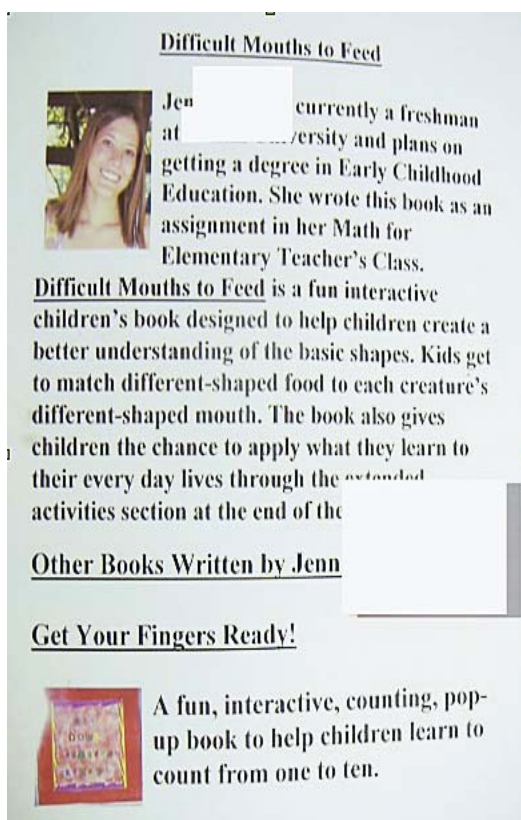 Difficult Mouths to Feed
Jen currently a freshman
at versity and plans on
getting a degree in Early Childhood
Education. She wrote this book as an
assignment in her Math for
Elementary Teacher's Class.
Difficult Mouths to Feed is a fun interactive
children's book designed to help children create a
better understanding of the basic shapes. Kids get
to match different-shaped food to each creature's
different-shaped mouth. The book also gives
children the chance to apply what they learn to
their every day lives through the extended
activities section at the end of the
Other Books Written by Jenn
Get Your Fingers Ready!
A fun, interactive, counting, pop-
up book to help children learn to
count from one to ten.